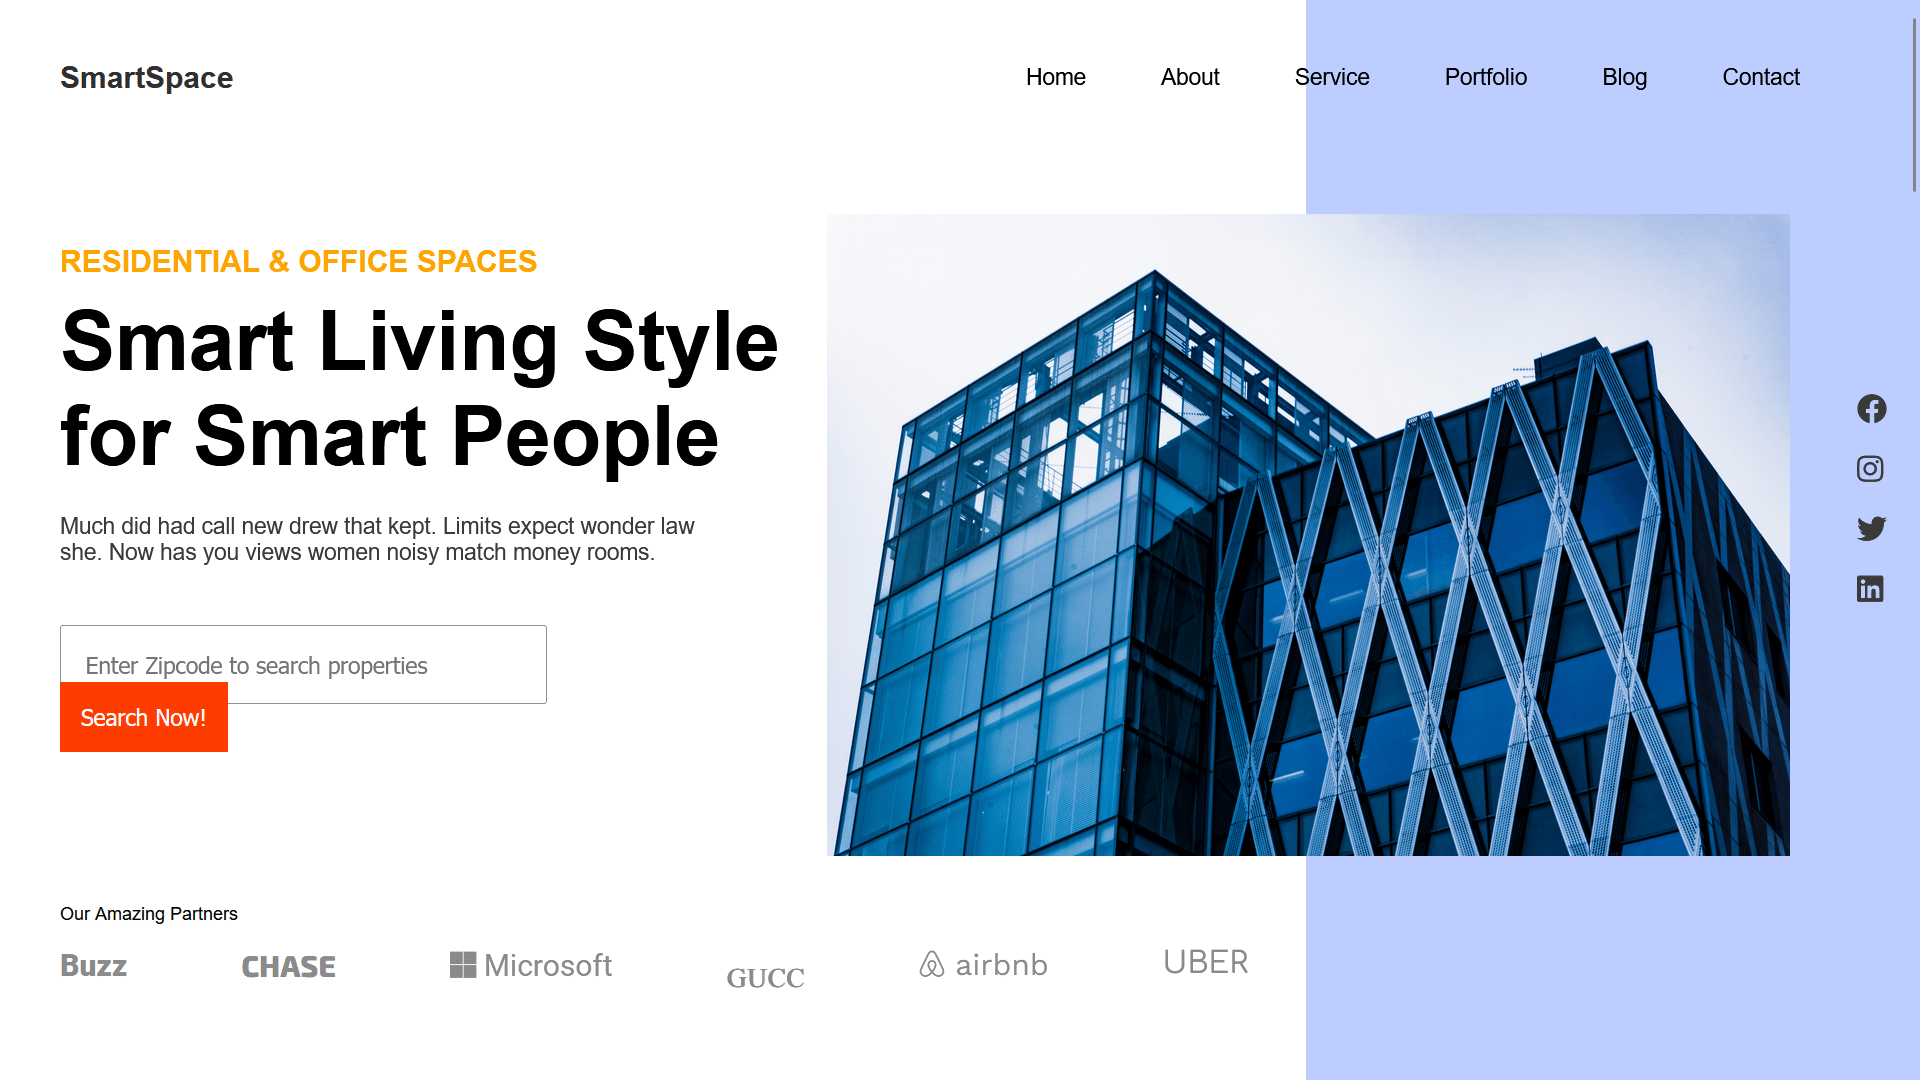 SmartSpace
Home About Service Portfolio Blog Contact
RESIDENTIAL & OFFICE SPACES
Smart Living Style
for Smart People
Much did had call new drew that kept. Limits expect wonder law
she. Now has you views women noisy match money rooms.
Enter Zipcode to search properties
Search Now!
Our Amazing Partners
Buzz CHASE Microsoft GUCC airbnb UBER